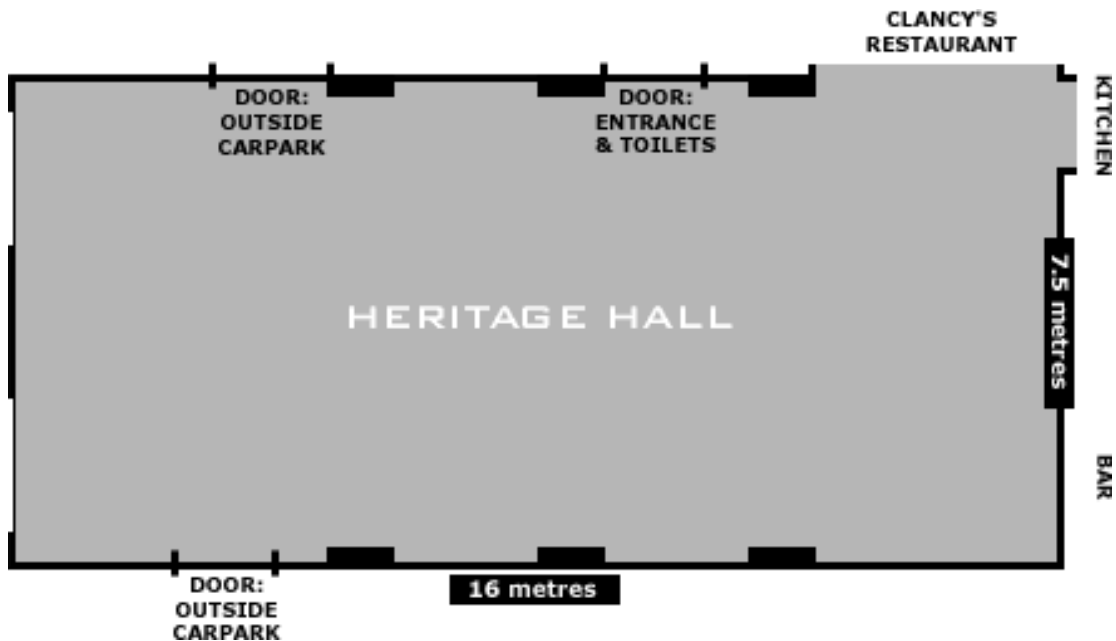 CLANCY'S
RESTAURANT
DOOR:
OUTSIDE
CARPARK
DOOR:
ENTRANCE
& TOILETS
KITCHEN
HERITAGE HALL
7.5 metres
BAR
DOOR:
OUTSIDE
CARPARK
16 metres